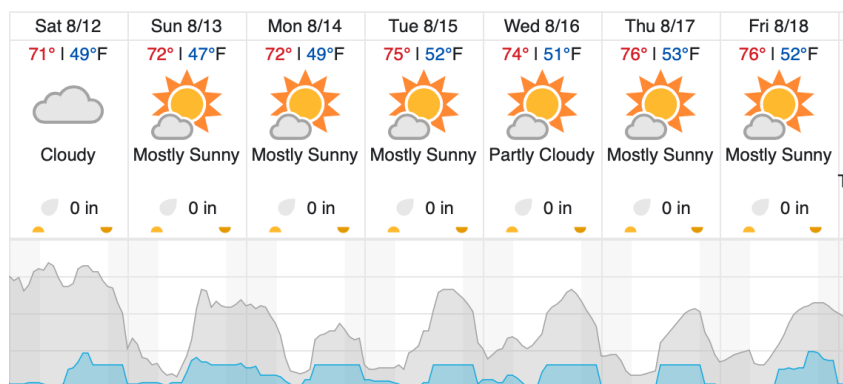 Sat 8/12 Sun 8/13 Mon 8/14 Tue 8/15 Wed 8/16 Thu 8/17 Fri 8/18
71° | 49°F 72° | 47°F 72° | 49°F 75° | 52°F 74° | 51°F 76° | 53°F 76° | 52°F
Cloudy Mostly Sunny Mostly Sunny Mostly Sunny Partly Cloudy Mostly Sunny Mostly Sunny
0 in 0 in 0 in 0 in 0 in 0 in 0 in